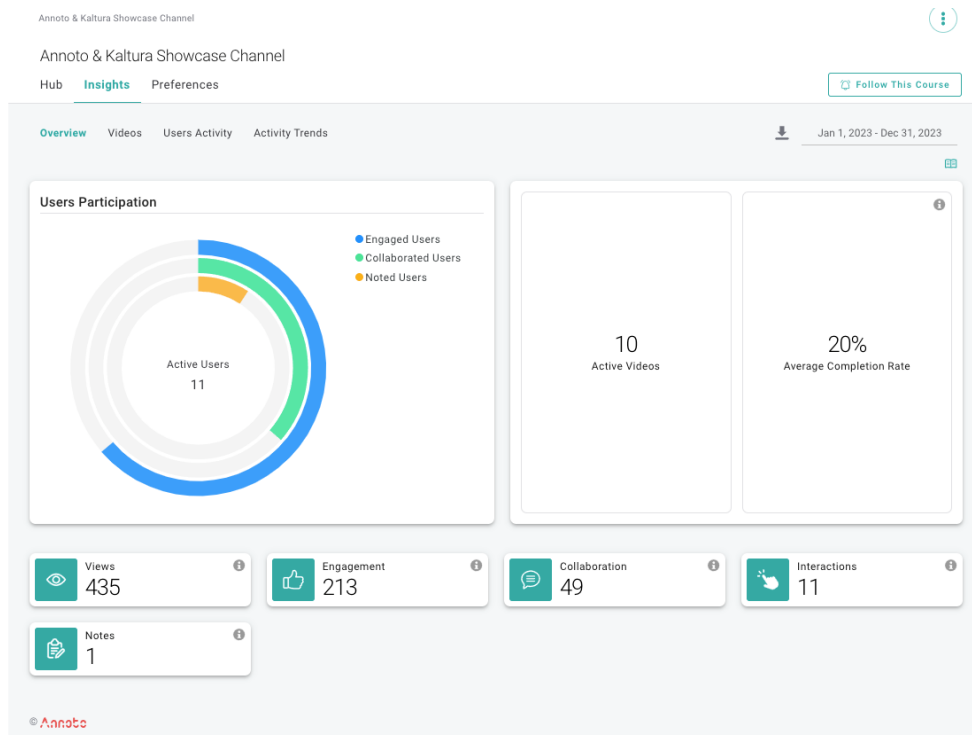 Annoto & Kaltura Showcase Channel
Annoto & Kaltura Showcase Channel
Hub Insights Preferences
Follow This Course
Overview Videos Users Activity Activity Trends
Jan 1, 2023 - Dec 31, 2023
Users Participation
Engaged Users
Collaborated Users
Noted Users
Active Users
11
10
Active Videos
20%
Average Completion Rate
Views
435
Engagement
213
Collaboration
49
Interactions
11
Notes
1
© Annoto